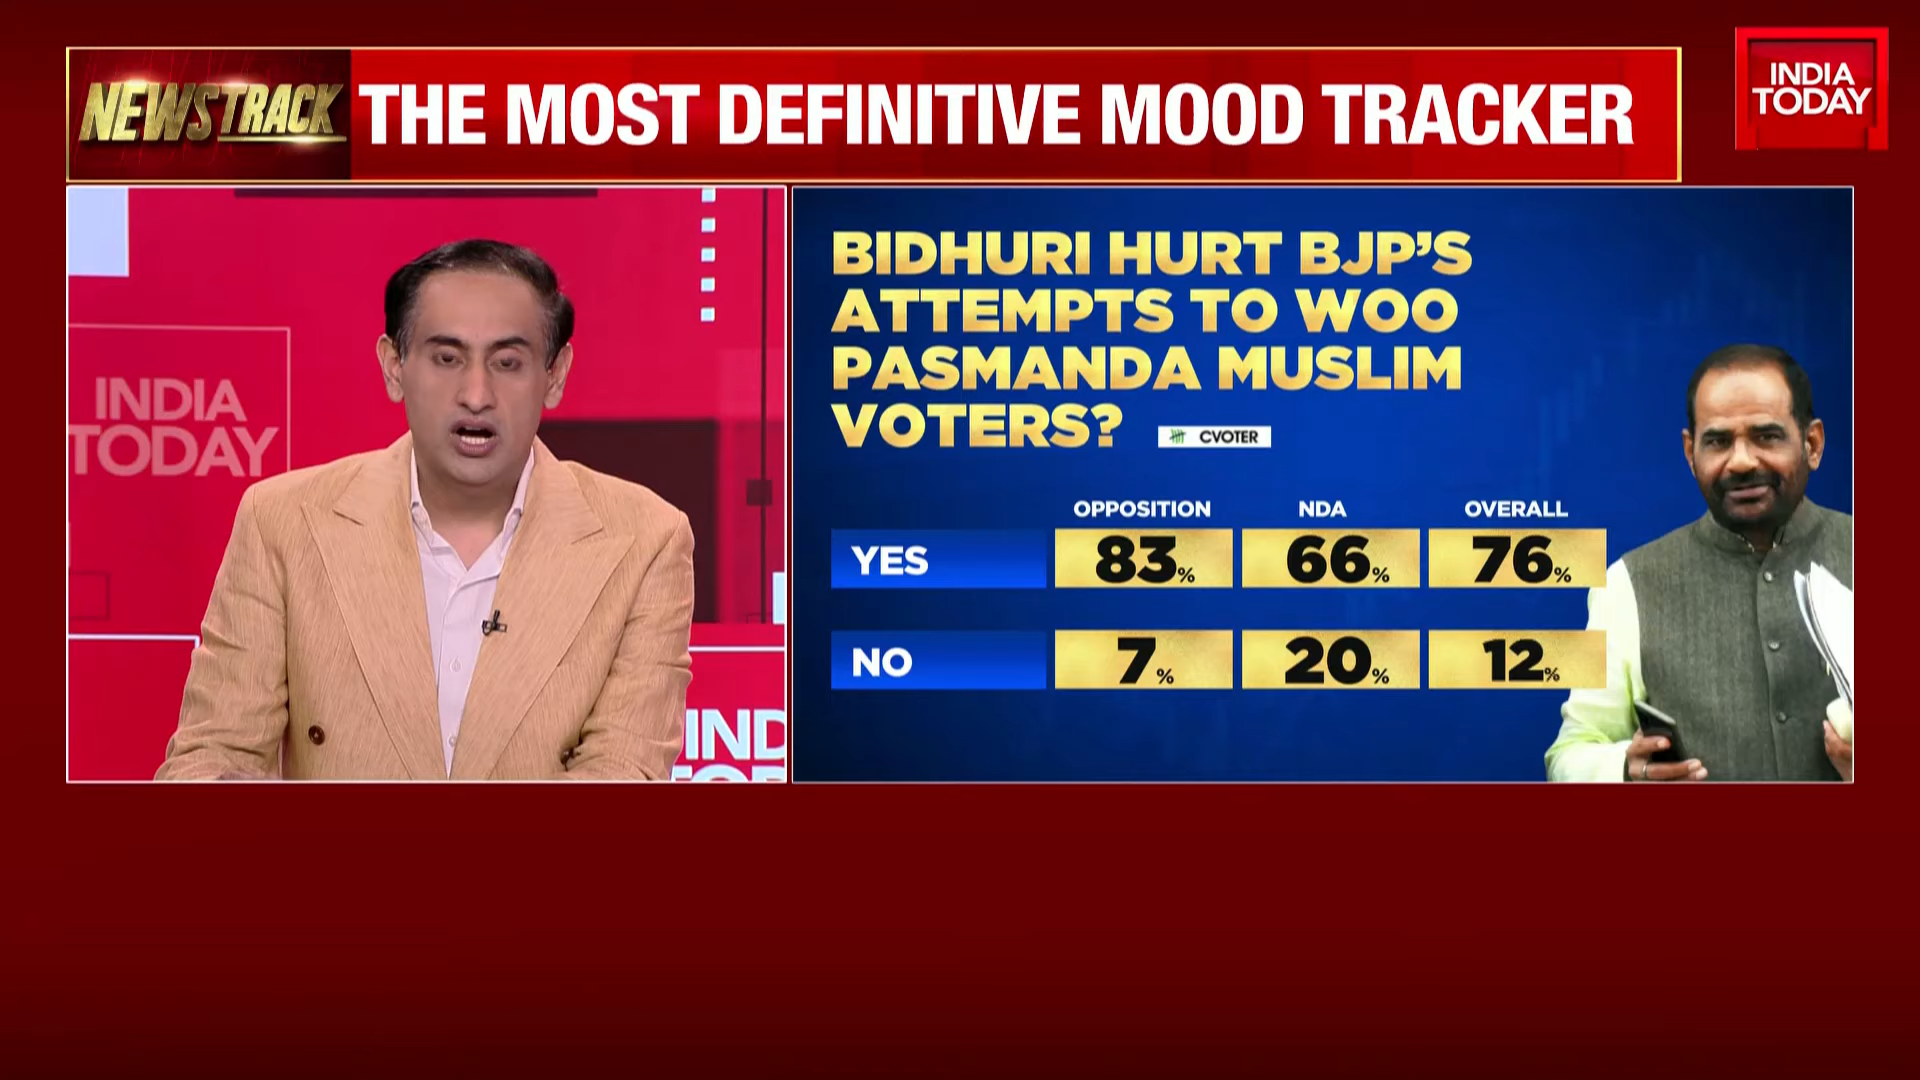 NEWSTRACK
THE MOST DEFINITIVE MOOD TRACKER
INDIA
TODAY
INDIA
TODAY
IND
BIDHURI HURT BJP'S
ATTEMPTS TO WOO
PASMANDA MUSLIM
VOTERS?
CVOTER
OPPOSITION NDA OVERALL
YES 83% 66% 76%
NO 7% 20% 12%